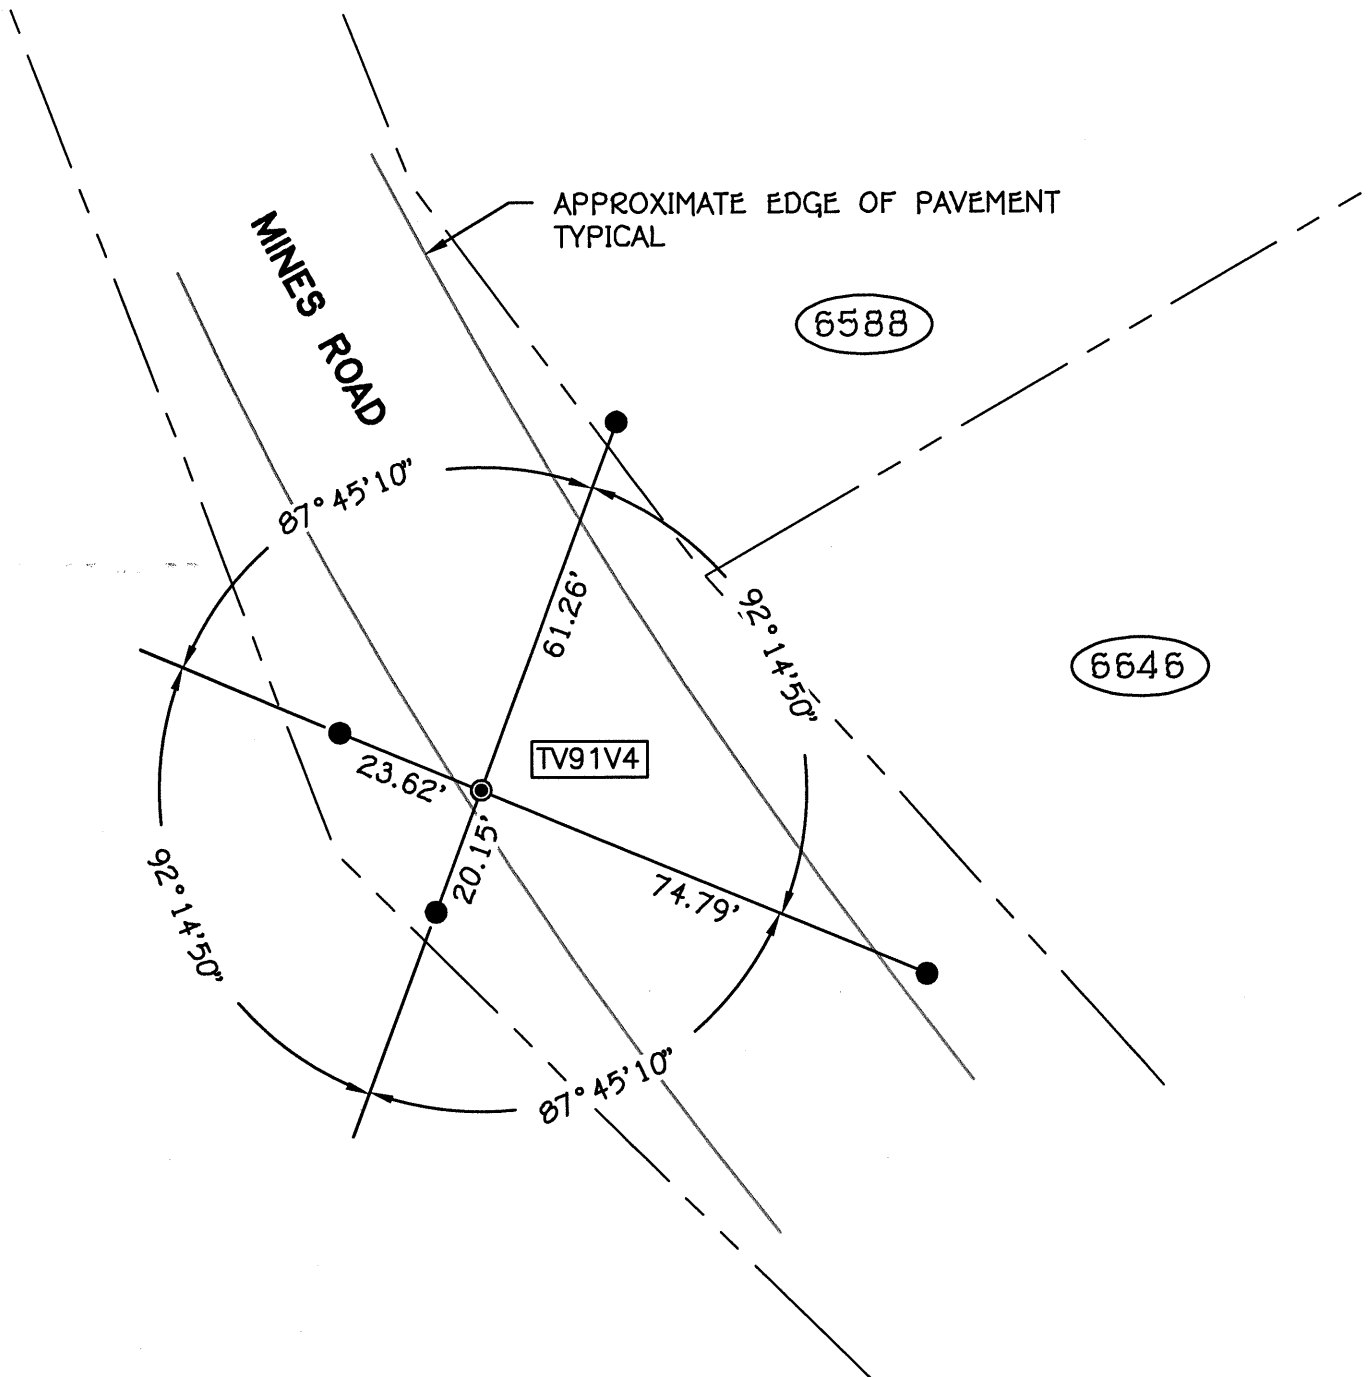 APPROXIMATE EDGE OF PAVEMENT
TYPICAL
MINES ROAD
6588
87°45'10"
61.26'
92°14'50"
6646
TV91V4
23.62'
20.15'
74.79'
92°14'50"
87°45'10"